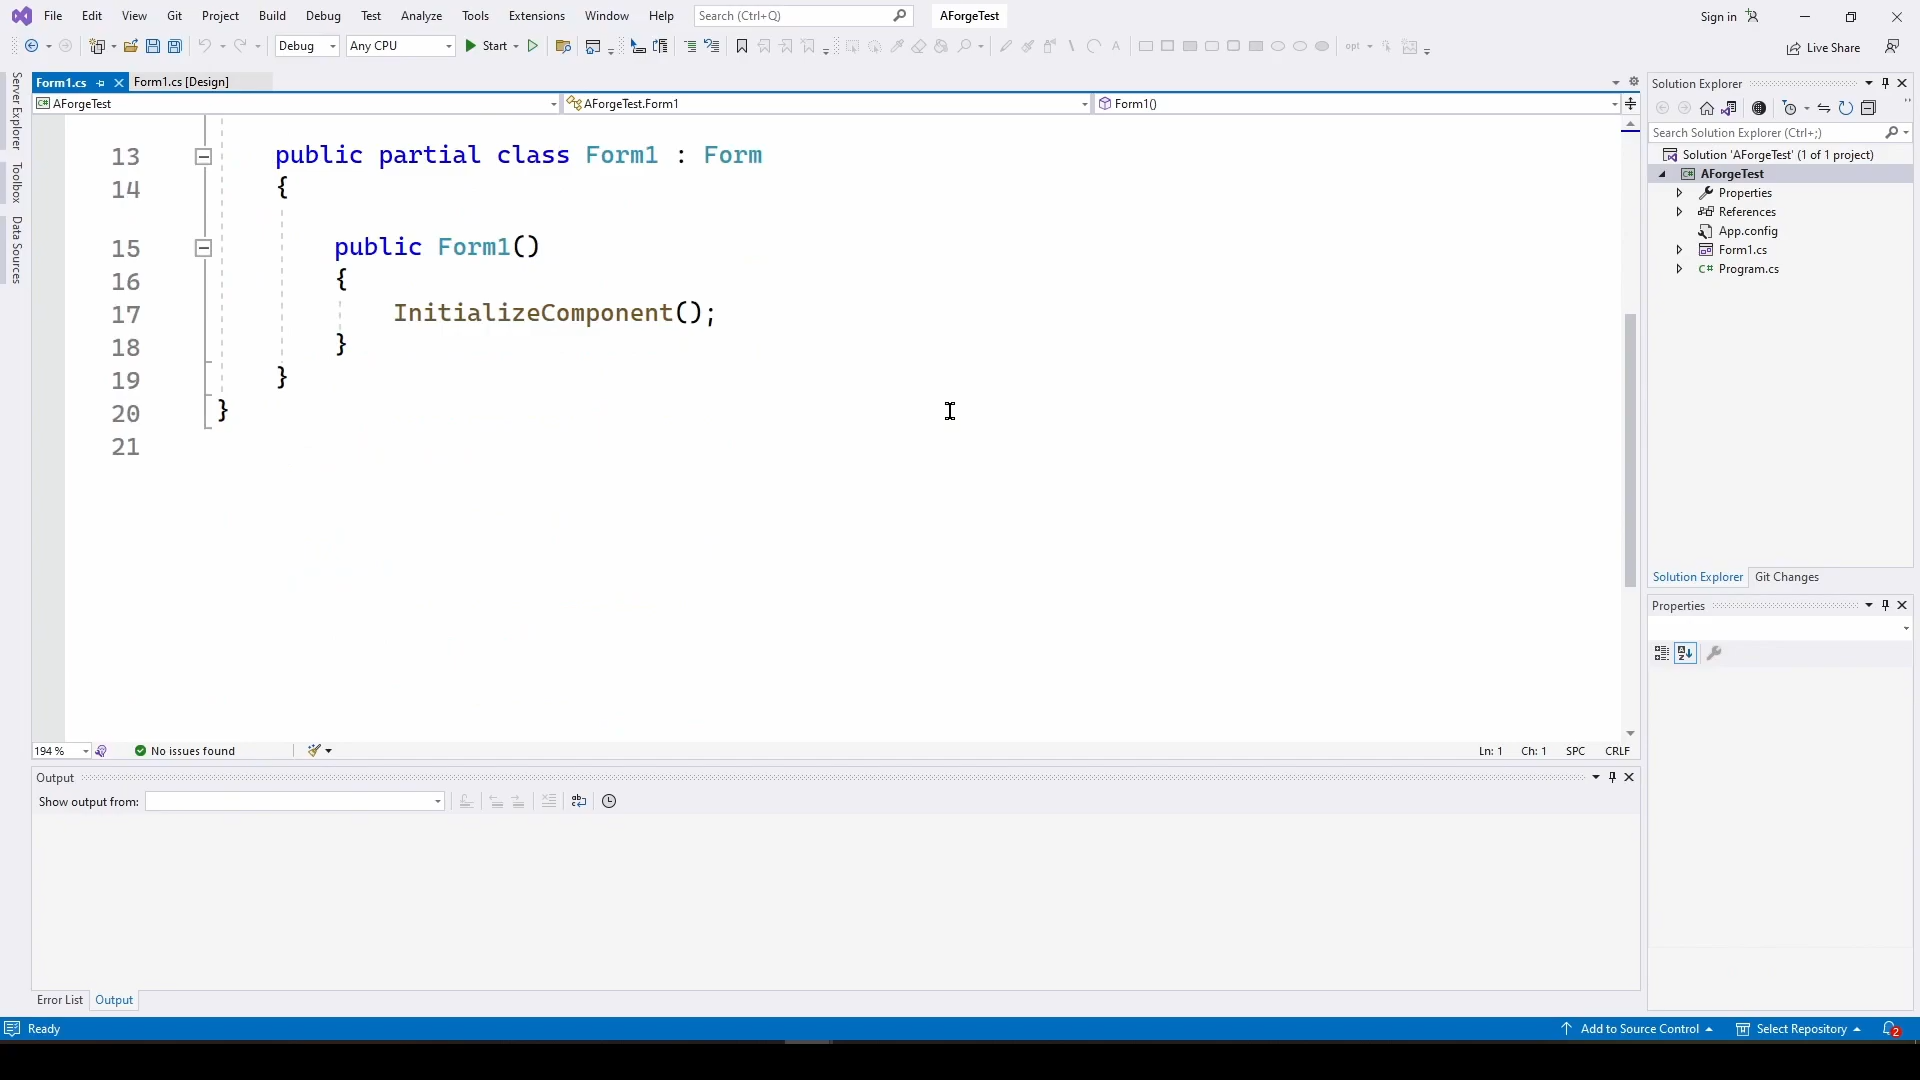 File Edit View Git Project Build Debug Test Analyze Tools Extensions Window Help Search (Ctrl+Q) AForgeTest Sign in
Debug Any CPU Start opt Live Share
Form1.cs Form1.cs [Design]
AForgeTest AForgeTest.Form1 Form1()
Server Explorer
Toolbox
Data Sources
13 public partial class Form1 : Form
14 {
15 public Form1()
16 {
17 InitializeComponent();
18 }
19 }
20 }
21
194 % No issues found Ln: 1 Ch: 1 SPC CRLF
Output
Show output from:
Error List Output
Solution Explorer
Search Solution Explorer (Ctrl+;)
Solution 'AForgeTest' (1 of 1 project)
C# AForgeTest
Properties
References
App.config
Form1.cs
C# Program.cs
Solution Explorer Git Changes
Properties
Ready Add to Source Control Select Repository 2